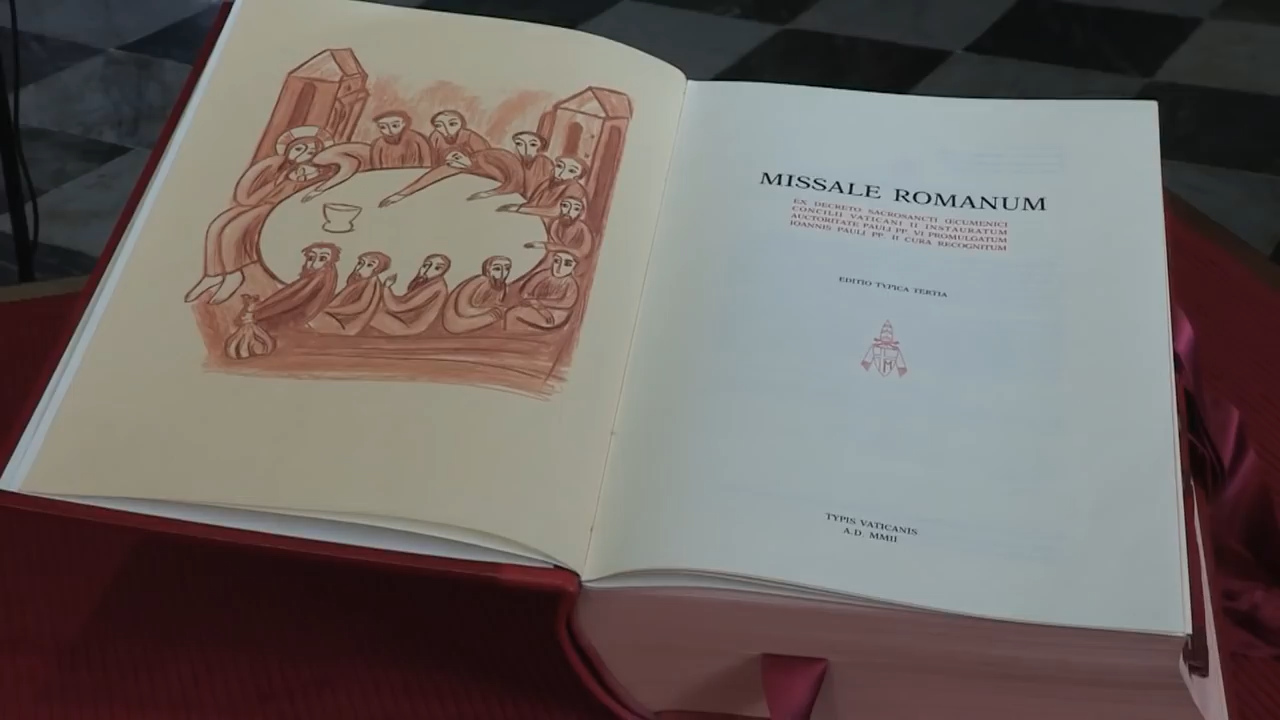 MISSALE ROMANUM
EX DECRETO SACROSANCTI ŒCUMENICI
CONCILII VATICANI II INSTAURATUM
AUCTORITATE PAULI PP. VI PROMULGATUM
IOANNIS PAULI PP. II CURA RECOGNITUM
EDITIO TYPICA TERTIA
TYPIS VATICANIS
A.D. MMII